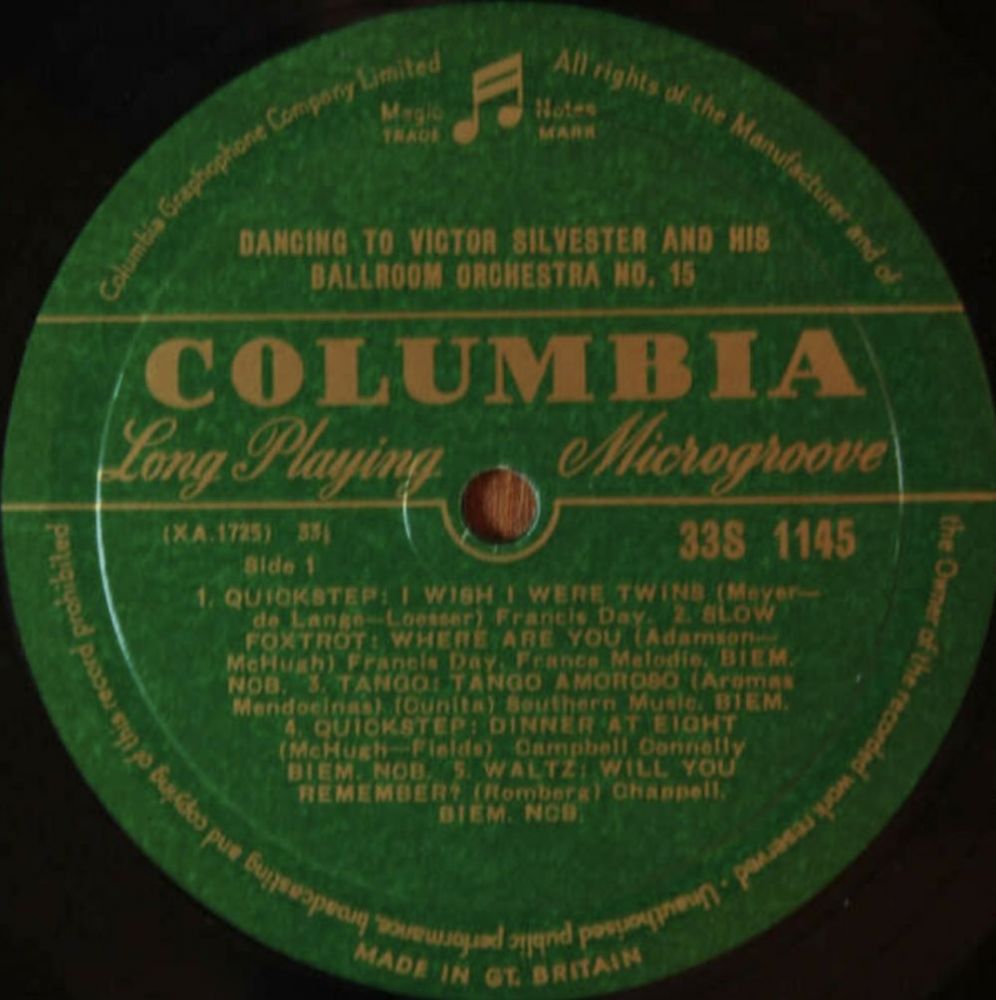 Columbia Graphophone Company Limited
Magic Notes
TRADE MARK
All rights of the Manufacturer and of
the Owner of the recorded work reserved - Unauthorised public performance, broadcasting and copying of this record prohibited
DANCING TO VICTOR SILVESTER AND HIS
BALLROOM ORCHESTRA NO. 15
COLUMBIA
Long Playing Microgroove
(XA.1725) 33⅓
33S 1145
Side 1
1. QUICKSTEP: I WISH I WERE TWINS (Meyer—
de Lange—Loesser) Francis Day. 2. SLOW
FOXTROT: WHERE ARE YOU (Adamson—
McHugh) Francis Day, France Melodie, BIEM.
NOB. 3. TANGO: TANGO AMOROSO (Aromas
Mendocinas) (Cunita) Southern Music. BIEM.
4. QUICKSTEP: DINNER AT EIGHT
(McHugh—Fields) Campbell Connelly
BIEM. NOB. 5. WALTZ: WILL YOU
REMEMBER? (Romberg) Chappell.
BIEM. NCB.
MADE IN GT. BRITAIN